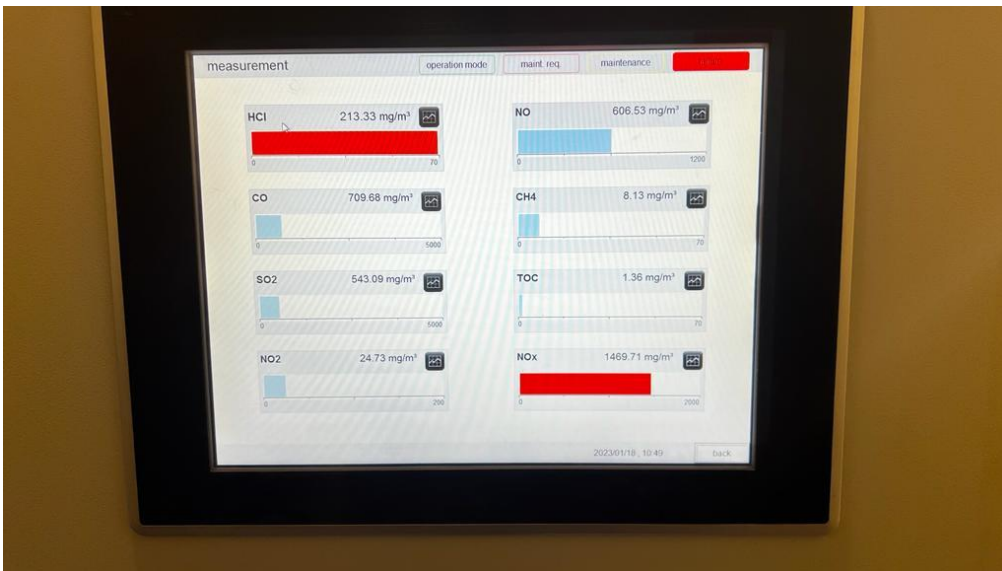 measurement operation mode maint. req. maintenance
HCl 213.33 mg/m³
0 70
NO 606.53 mg/m³
0 1200
CO 709.68 mg/m³
0 5000
CH4 8.13 mg/m³
0 70
SO2 543.09 mg/m³
0 5000
TOC 1.36 mg/m³
0 70
NO2 24.73 mg/m³
0 200
NOx 1469.71 mg/m³
0 2000
2023/01/18, 10:49 back